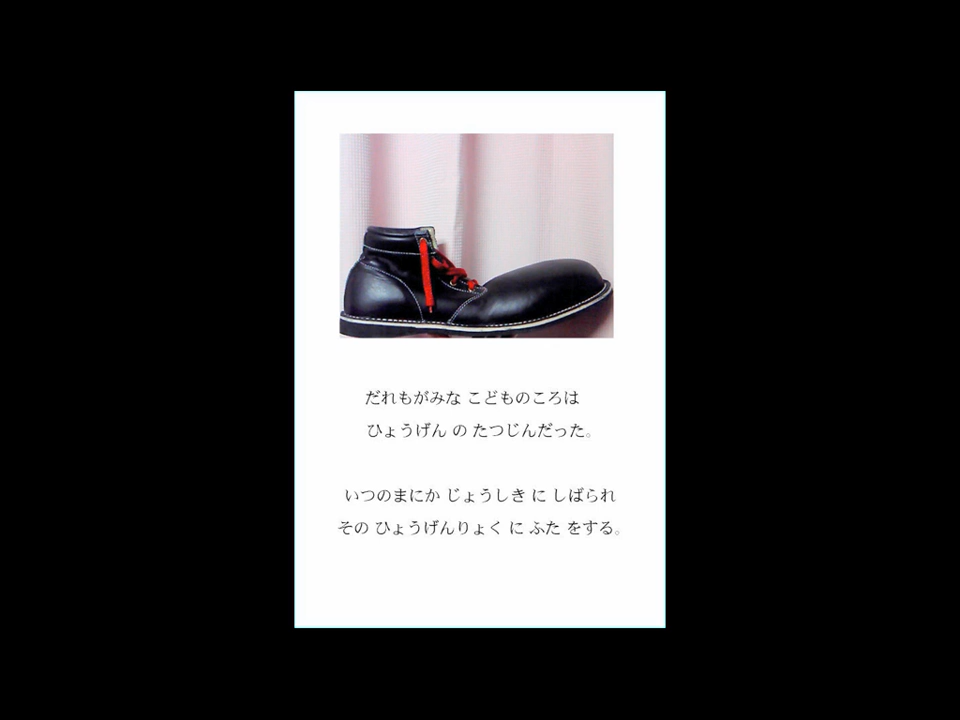 だれもがみな こどものころは
ひょうげん の たつじんだった。
いつのまにか じょうしき に しばられ
その ひょうげんりょく に ふた をする。